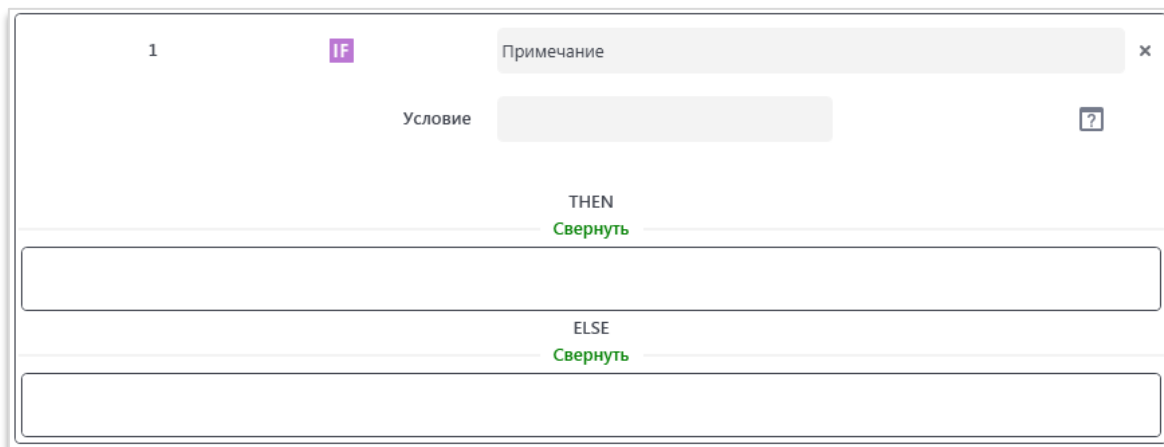 1 IF Примечание ×
Условие ?
THEN
Свернуть
ELSE
Свернуть